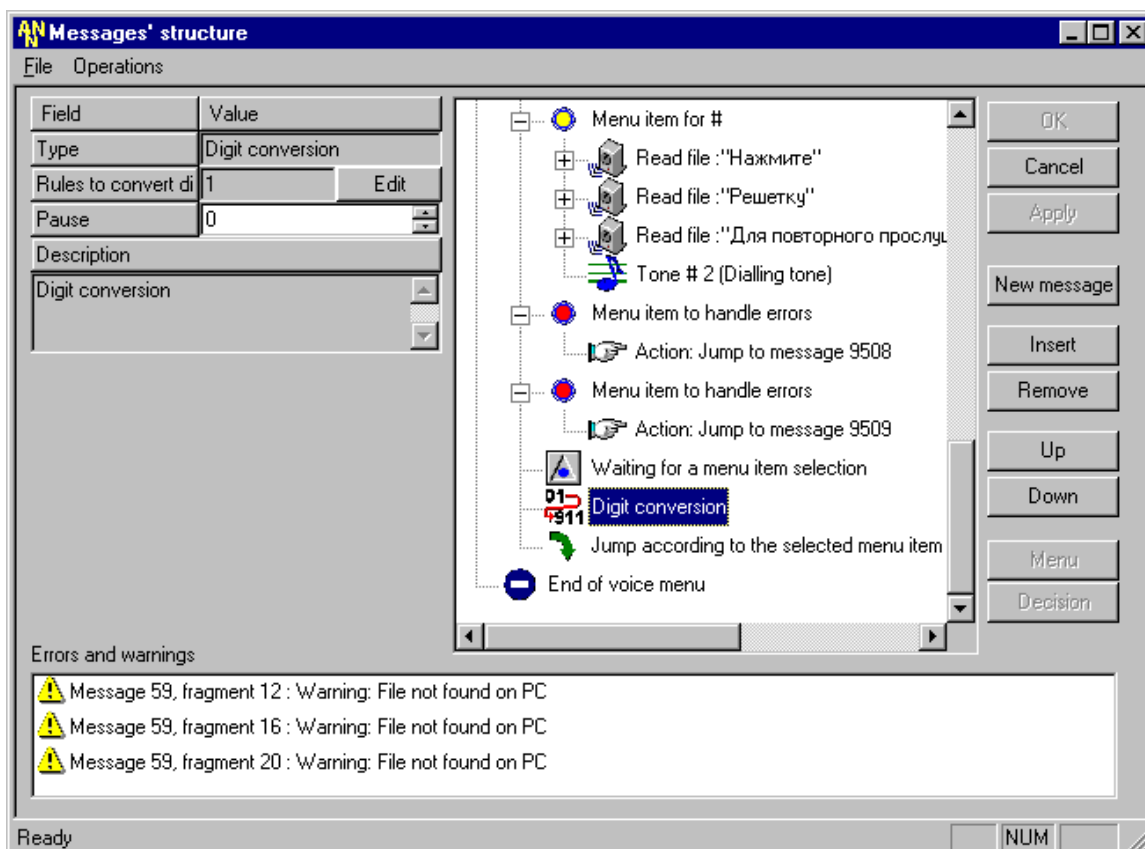 ANN Messages' structure
File Operations
Field Value
Type Digit conversion
Rules to convert di 1 Edit
Pause 0
Description
Digit conversion
Menu item for #
Read file :"Нажмите"
Read file :"Решетку"
Read file :"Для повторного прослуш
Tone # 2 (Dialling tone)
Menu item to handle errors
Action: Jump to message 9508
Menu item to handle errors
Action: Jump to message 9509
Waiting for a menu item selection
01 911 Digit conversion
Jump according to the selected menu item
End of voice menu
OK
Cancel
Apply
New message
Insert
Remove
Up
Down
Menu
Decision
Errors and warnings
Message 59, fragment 12 : Warning: File not found on PC
Message 59, fragment 16 : Warning: File not found on PC
Message 59, fragment 20 : Warning: File not found on PC
Ready NUM